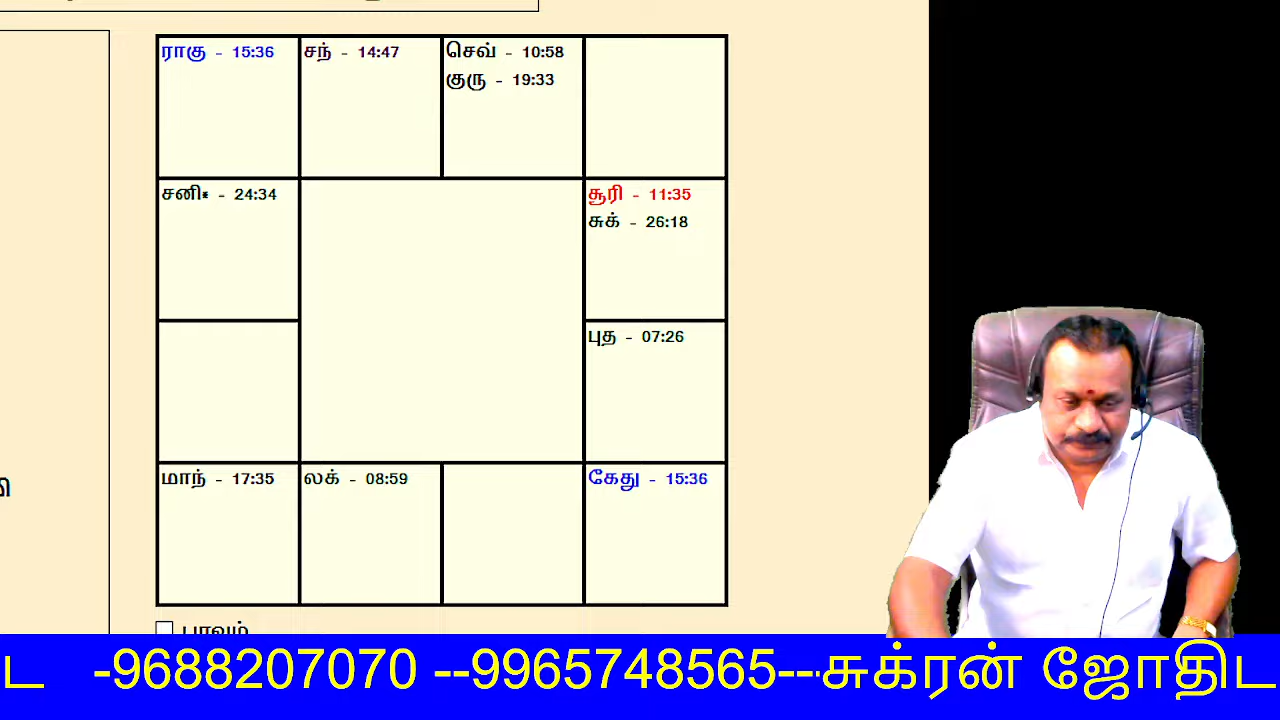 ராகு - 15:36
சந் - 14:47
செவ் - 10:58
குரு - 19:33
சனி* - 24:34
சூரி - 11:35
சுக் - 26:18
புத - 07:26
மாந் - 17:35
லக் - 08:59
கேது - 15:36
பாவம்
-9688207070 --9965748565---சுக்ரன் ஜோதிட